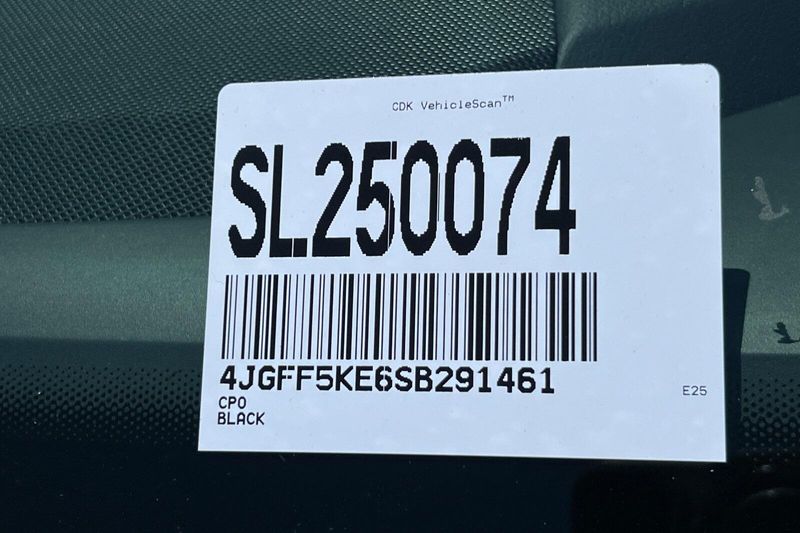 CDK VehicleScan™
SL250074
4JGFF5KE6SB291461
CPO
BLACK
E25